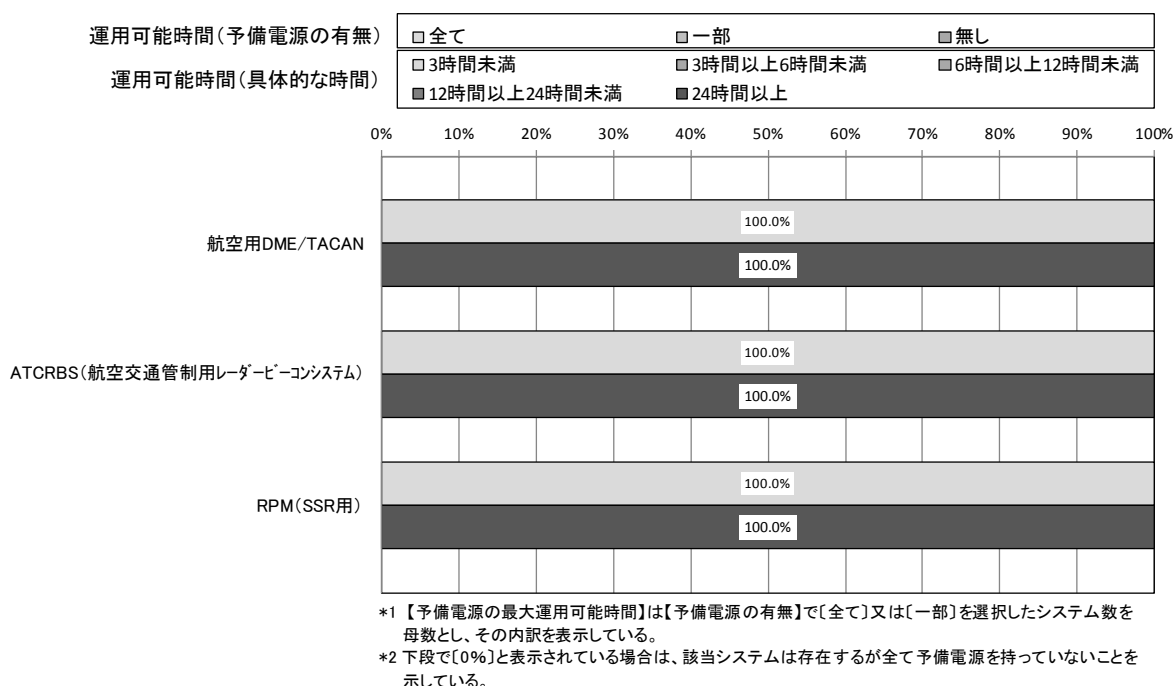 運用可能時間(予備電源の有無) □全て □一部 □無し
運用可能時間(具体的な時間) □3時間未満 ■3時間以上6時間未満 ■6時間以上12時間満
■12時間以上24時間未満 ■24時間以上
0% 10% 20% 30% 40% 50% 60% 70% 80% 90% 100%
100.0%
航空用DME/TACAN
100.0%
100.0%
ATCRBS(航空交通管制用レーダービーコンシステム)
100.0%
100.0%
RPM(SSR用)
100.0%
*1 【予備電源の最大運用可能時間】は【予備電源の有無】で〔全て〕又は〔一部〕を選択したシステム数を
母数とし、その内訳を表示している。
*2 下段で〔0%〕と表示されている場合は、該当システムは存在するが全て予備電源を持っていないことを
示している。